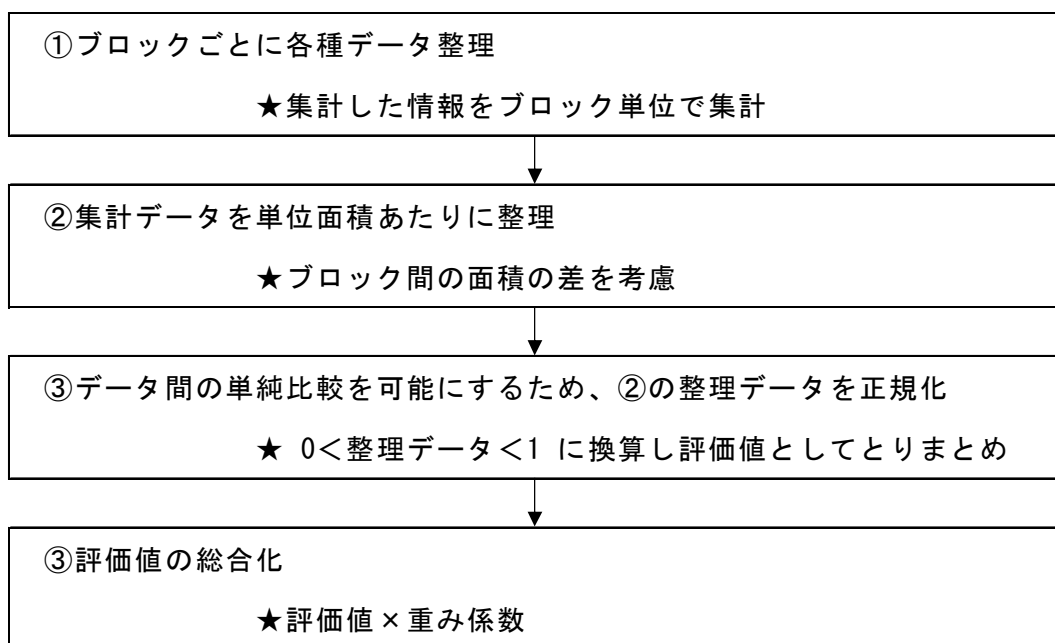 ①ブロックごとに各種データ整理
★集計した情報をブロック単位で集計
②集計データを単位面積あたりに整理
★ブロック間の面積の差を考慮
③データ間の単純比較を可能にするため、②の整理データを正規化
★ 0<整理データ<1 に換算し評価値としてとりまとめ
③評価値の総合化
★評価値×重み係数